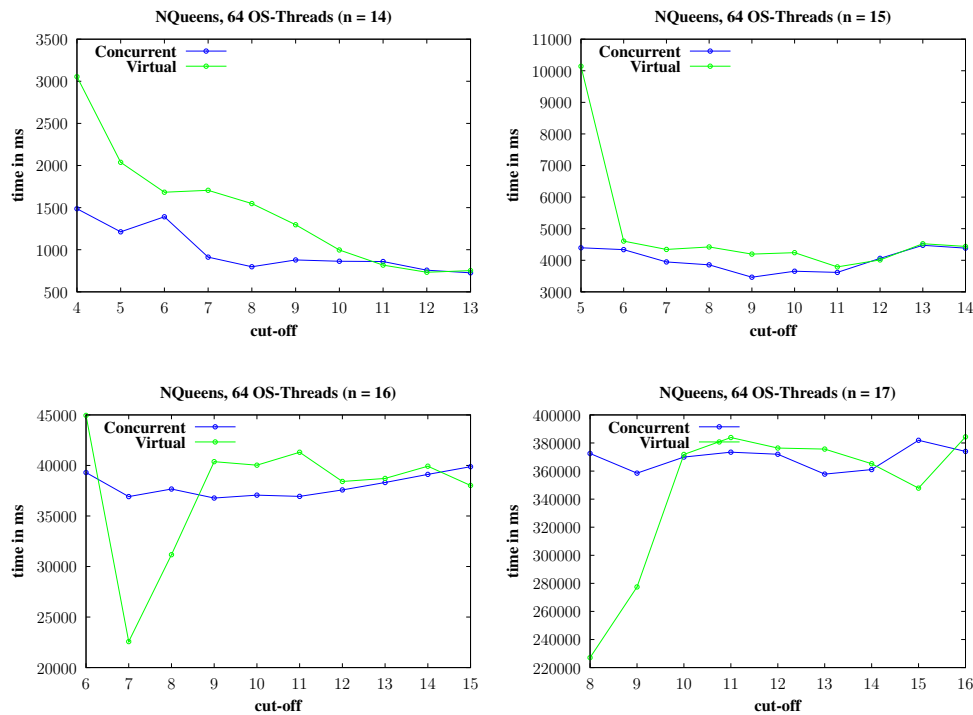 NQueens, 64 OS-Threads (n = 14)
3500
3000
2500
2000
1500
1000
500
time in ms
Concurrent
Virtual
4 5 6 7 8 9 10 11 12 13
cut-off
NQueens, 64 OS-Threads (n = 15)
11000
10000
9000
8000
7000
6000
5000
4000
3000
time in ms
Concurrent
Virtual
5 6 7 8 9 10 11 12 13 14
cut-off
NQueens, 64 OS-Threads (n = 16)
45000
40000
35000
30000
25000
20000
time in ms
Concurrent
Virtual
6 7 8 9 10 11 12 13 14 15
cut-off
NQueens, 64 OS-Threads (n = 17)
400000
380000
360000
340000
320000
300000
280000
260000
240000
220000
time in ms
Concurrent
Virtual
8 9 10 11 12 13 14 15 16
cut-off